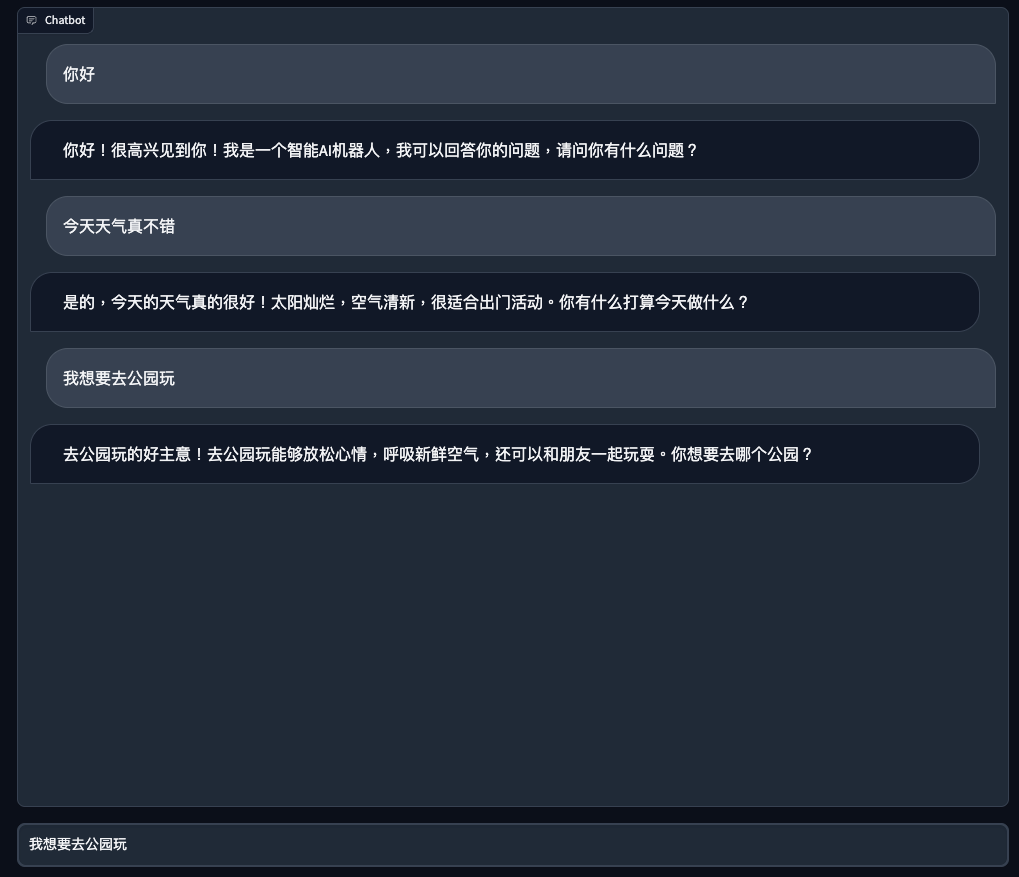 Chatbot
你好
你好！很高兴见到你！我是一个智能AI机器人，我可以回答你的问题，请问你有什么问题？
今天天气真不错
是的，今天的天气真的很好！太阳灿烂，空气清新，很适合出门活动。你有什么打算今天做什么？
我想要去公园玩
去公园玩的好主意！去公园玩能够放松心情，呼吸新鲜空气，还可以和朋友一起玩耍。你想要去哪个公园？
我想要去公园玩